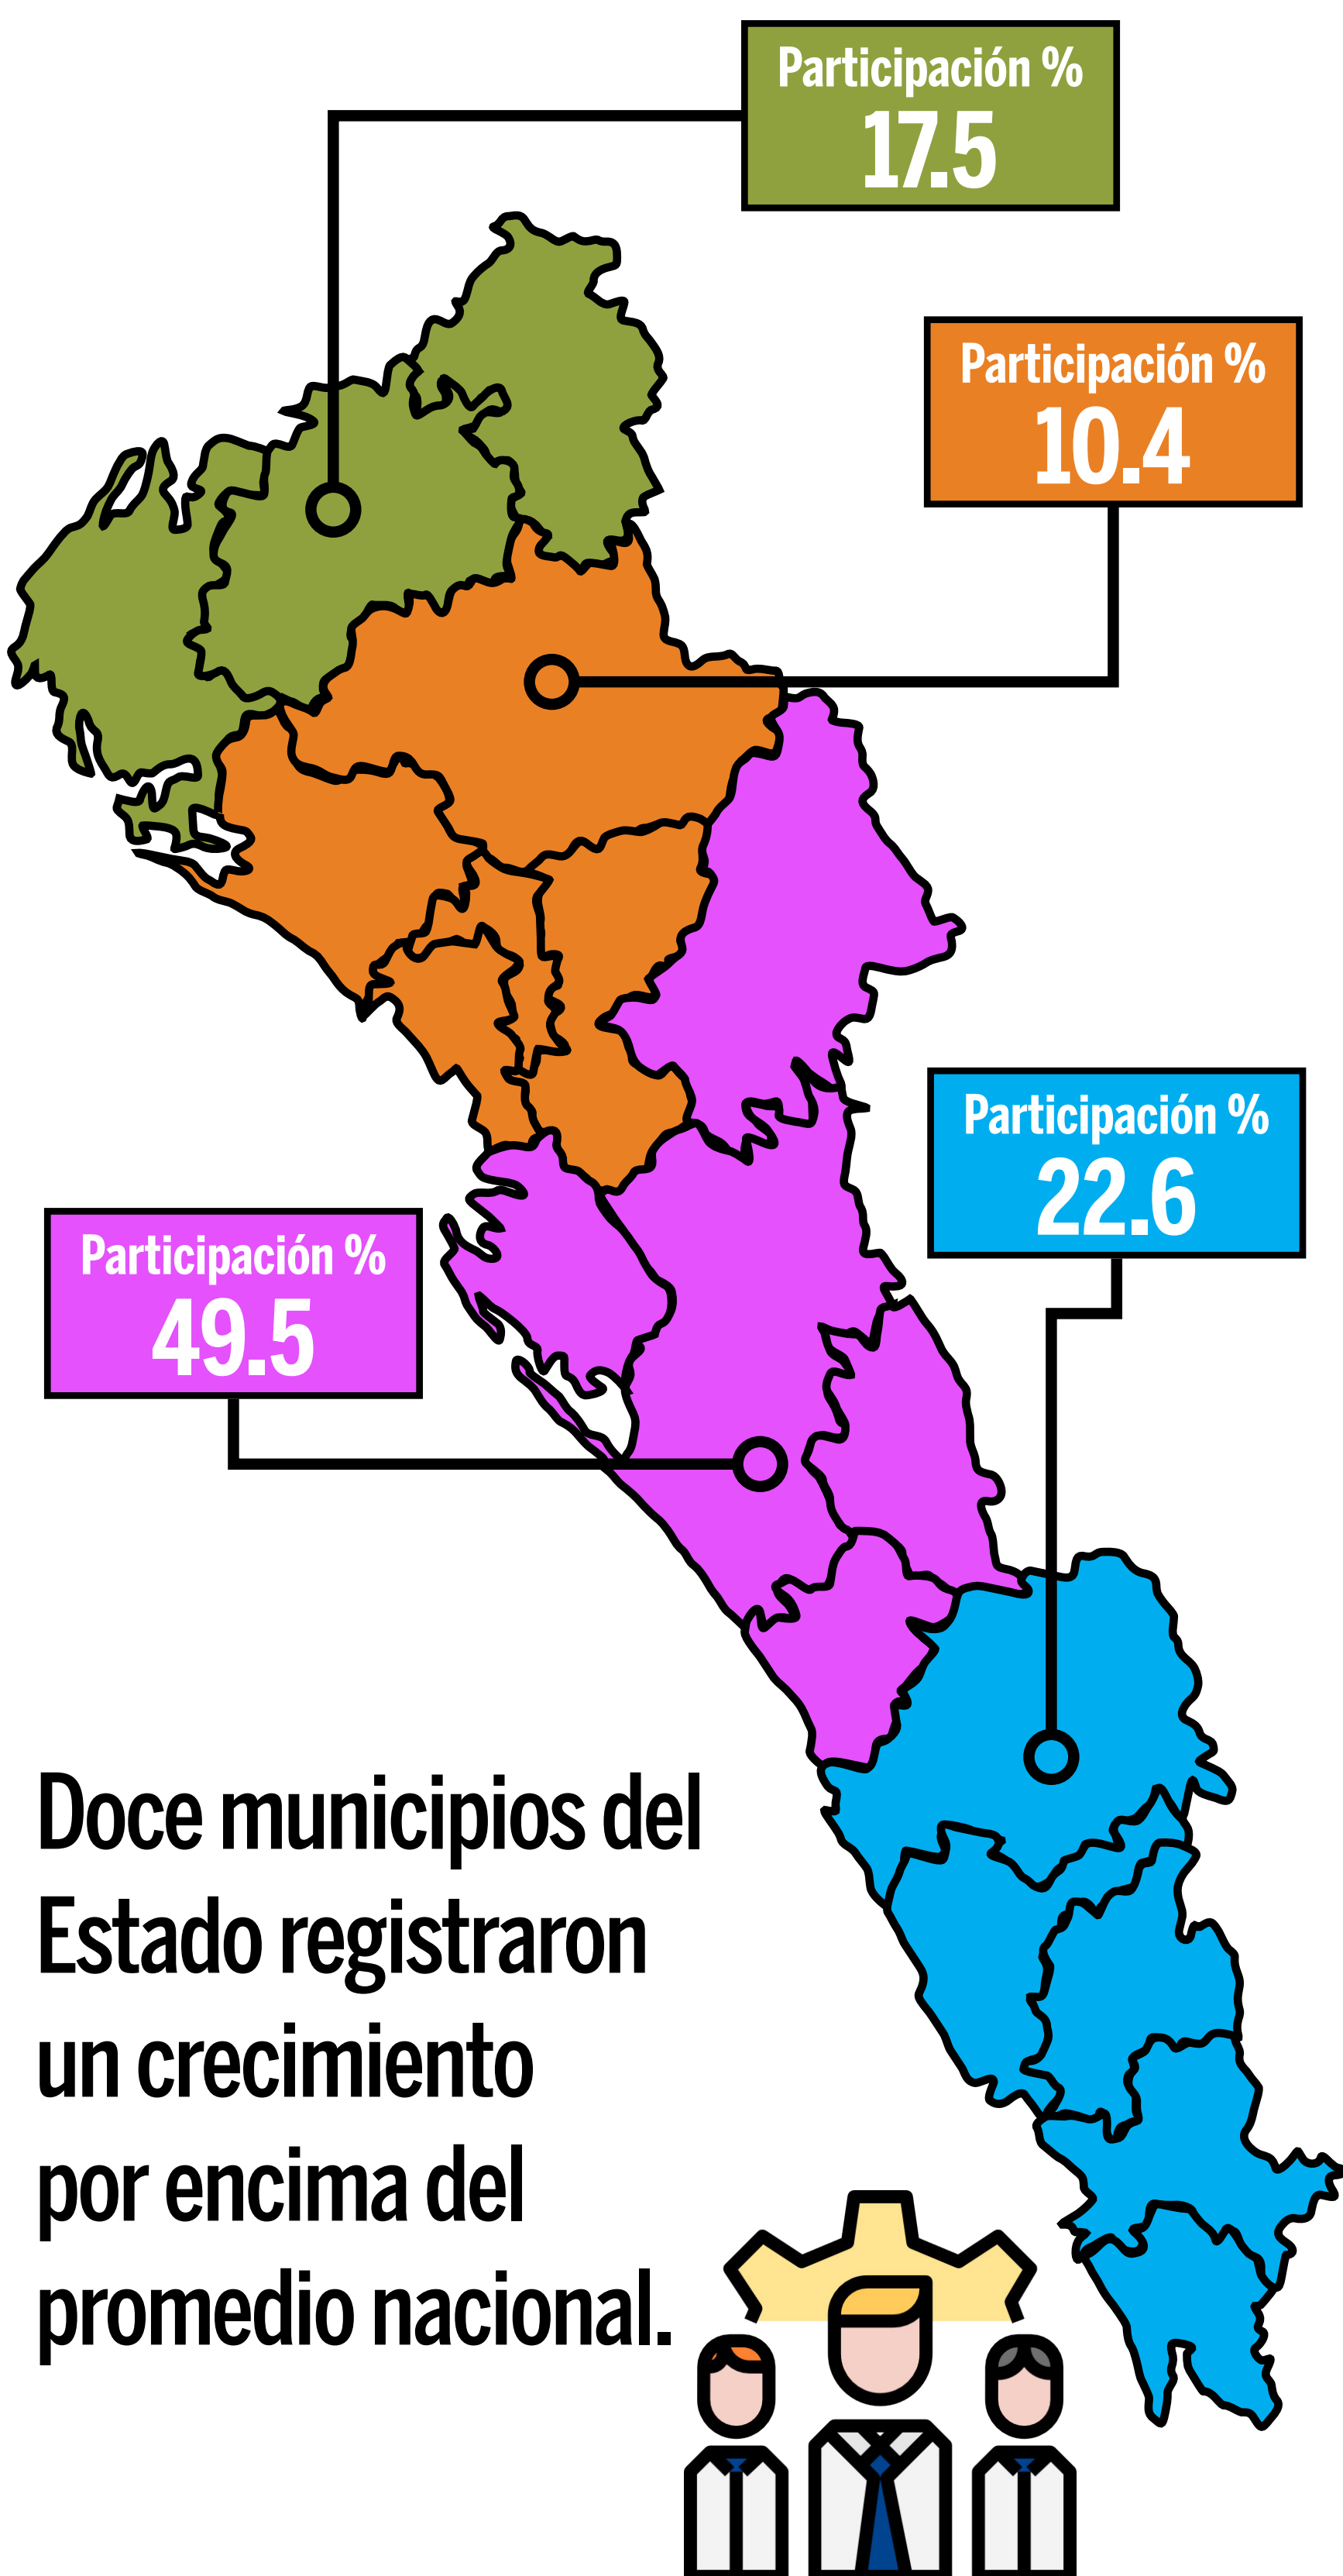 Participación %
17.5
Participación %
10.4
Participación %
22.6
Participación %
49.5
Doce municipios del
Estado registraron
un crecimiento
por encima del
promedio nacional.